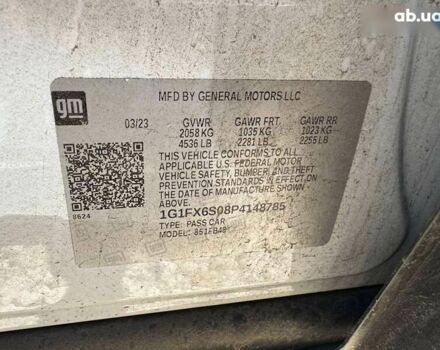 ab.ua
gm
MFD BY GENERAL MOTORS LLC
03/23 GVWR GAWR FRT. GAWR RR
2058 KG 1035 KG 1023 KG
4536 LB 2281 LB 2255 LB
THIS VEHICLE CONFORMS TO ALL
APPLICABLE U.S. FEDERAL MOTOR
VEHICLE SAFETY, BUMPER, AND THEFT
PREVENTION STANDARDS IN EFFECT ON
THE DATE OF MANUFACTURE SHOWN
ABOVE.
1G1FX6S08P4148785
TYPE: PASS CAR
MODEL: 851FB48
8624